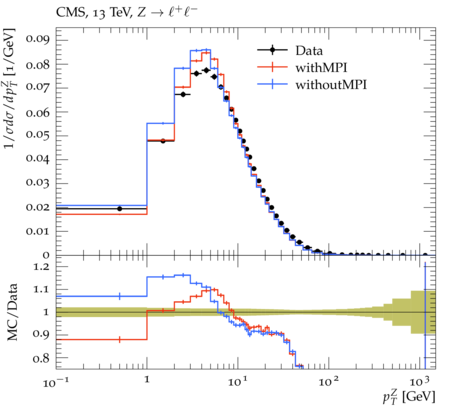 CMS, 13 TeV, Z → ℓ⁺ℓ⁻
1/σdσ/dp_T^Z [1/GeV]
0.09
0.08
0.07
0.06
0.05
0.04
0.03
0.02
0.01
0
Data
withMPI
withoutMPI
MC/Data
1.2
1.1
1
0.9
0.8
10⁻¹ 1 10¹ 10² 10³
p_T^Z [GeV]